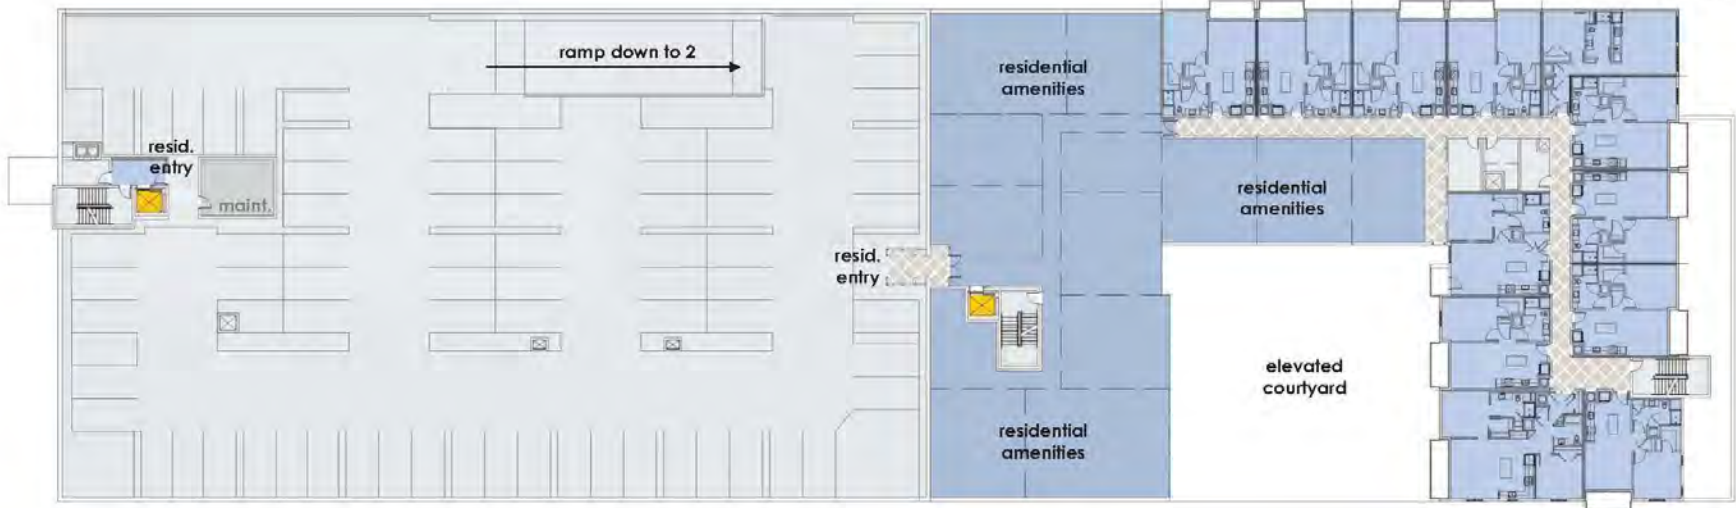 ramp down to 2
residential
amenities
resid.
entry
maint.
residential
amenities
resid.
entry
elevated
courtyard
residential
amenities